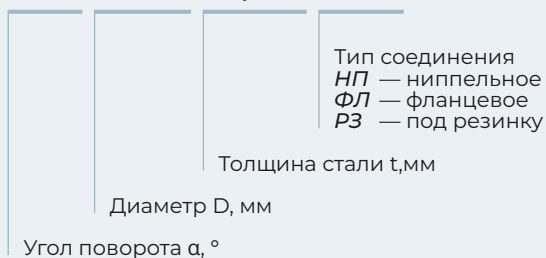 Тип соединения
НП — ниппельное
ФЛ — фланцевое
РЗ — под резинку
Толщина стали t,мм
Диаметр D, мм
Угол поворота α, °